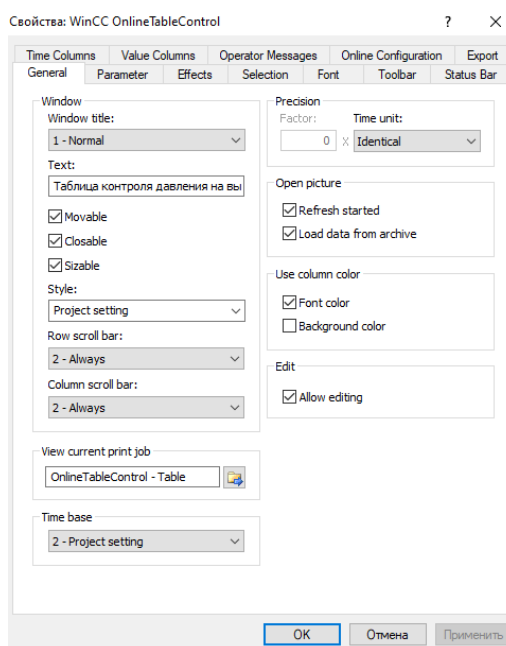 Свойства: WinCC OnlineTableControl ? ×
Time Columns Value Columns Operator Messages Online Configuration Export
General Parameter Effects Selection Font Toolbar Status Bar
Window
Window title:
1 - Normal
Text:
Таблица контроля давления на вы
Movable
Closable
Sizable
Style:
Project setting
Row scroll bar:
2 - Always
Column scroll bar:
2 - Always
View current print job
OnlineTableControl - Table
Time base
2 - Project setting
Precision
Factor: Time unit:
0 X Identical
Open picture
Refresh started
Load data from archive
Use column color
Font color
Background color
Edit
Allow editing
OK Отмена Применить